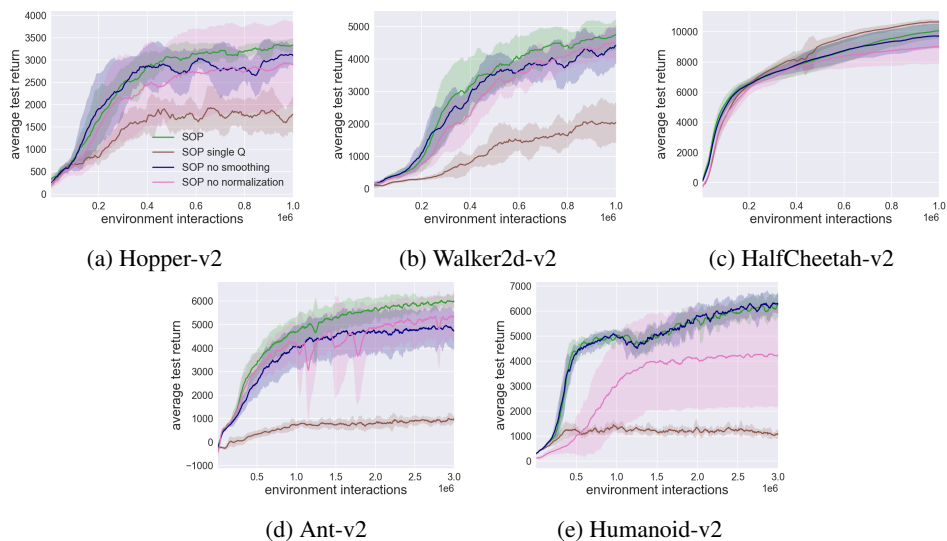 4000
3500
3000
2500
2000
1500
1000
500
0
average test return
SOP
SOP single Q
SOP no smoothing
SOP no normalization
0.2 0.4 0.6 0.8 1.0
environment interactions 1e6
5000
4000
3000
2000
1000
0
average test return
0.2 0.4 0.6 0.8 1.0
environment interactions 1e6
10000
8000
6000
4000
2000
0
average test return
0.2 0.4 0.6 0.8 1.0
environment interactions 1e6
(a) Hopper-v2 (b) Walker2d-v2 (c) HalfCheetah-v2
6000
5000
4000
3000
2000
1000
0
−1000
average test return
0.5 1.0 1.5 2.0 2.5 3.0
environment interactions 1e6
7000
6000
5000
4000
3000
2000
1000
0
average test return
0.5 1.0 1.5 2.0 2.5 3.0
environment interactions 1e6
(d) Ant-v2 (e) Humanoid-v2